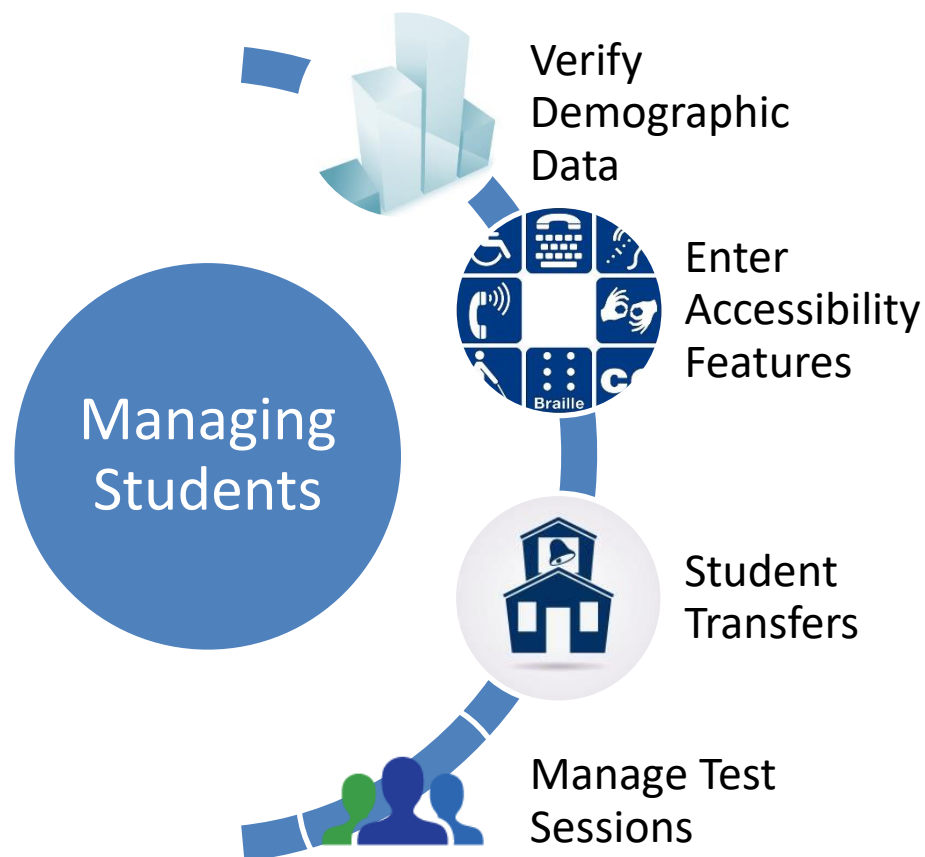 Verify
Demographic
Data
Enter
Accessibility
Features
Braille
Managing
Students
Student
Transfers
Manage Test
Sessions